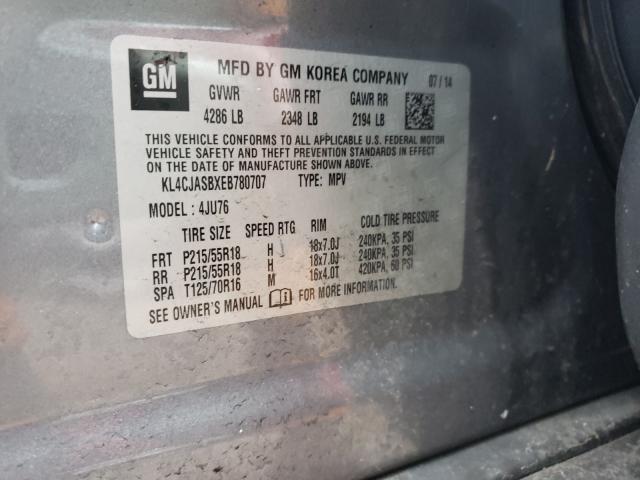 GM
MFD BY GM KOREA COMPANY 07/14
GVWR GAWR FRT GAWR RR
4286 LB 2348 LB 2194 LB
THIS VEHICLE CONFORMS TO ALL APPLICABLE U.S. FEDERAL MOTOR
VEHICLE SAFETY AND THEFT PREVENTION STANDARDS IN EFFECT
ON THE DATE OF MANUFACTURE SHOWN ABOVE.
KL4CJASBXEB780707 TYPE: MPV
MODEL: 4JU76
TIRE SIZE SPEED RTG RIM COLD TIRE PRESSURE
FRT P215/55R18 H 18x7.0J 240KPA, 35 PSI
RR P215/55R18 H 18x7.0J 240KPA, 35 PSI
SPA T125/70R16 M 16x4.0T 420KPA, 60 PSI
SEE OWNER'S MANUAL FOR MORE INFORMATION.